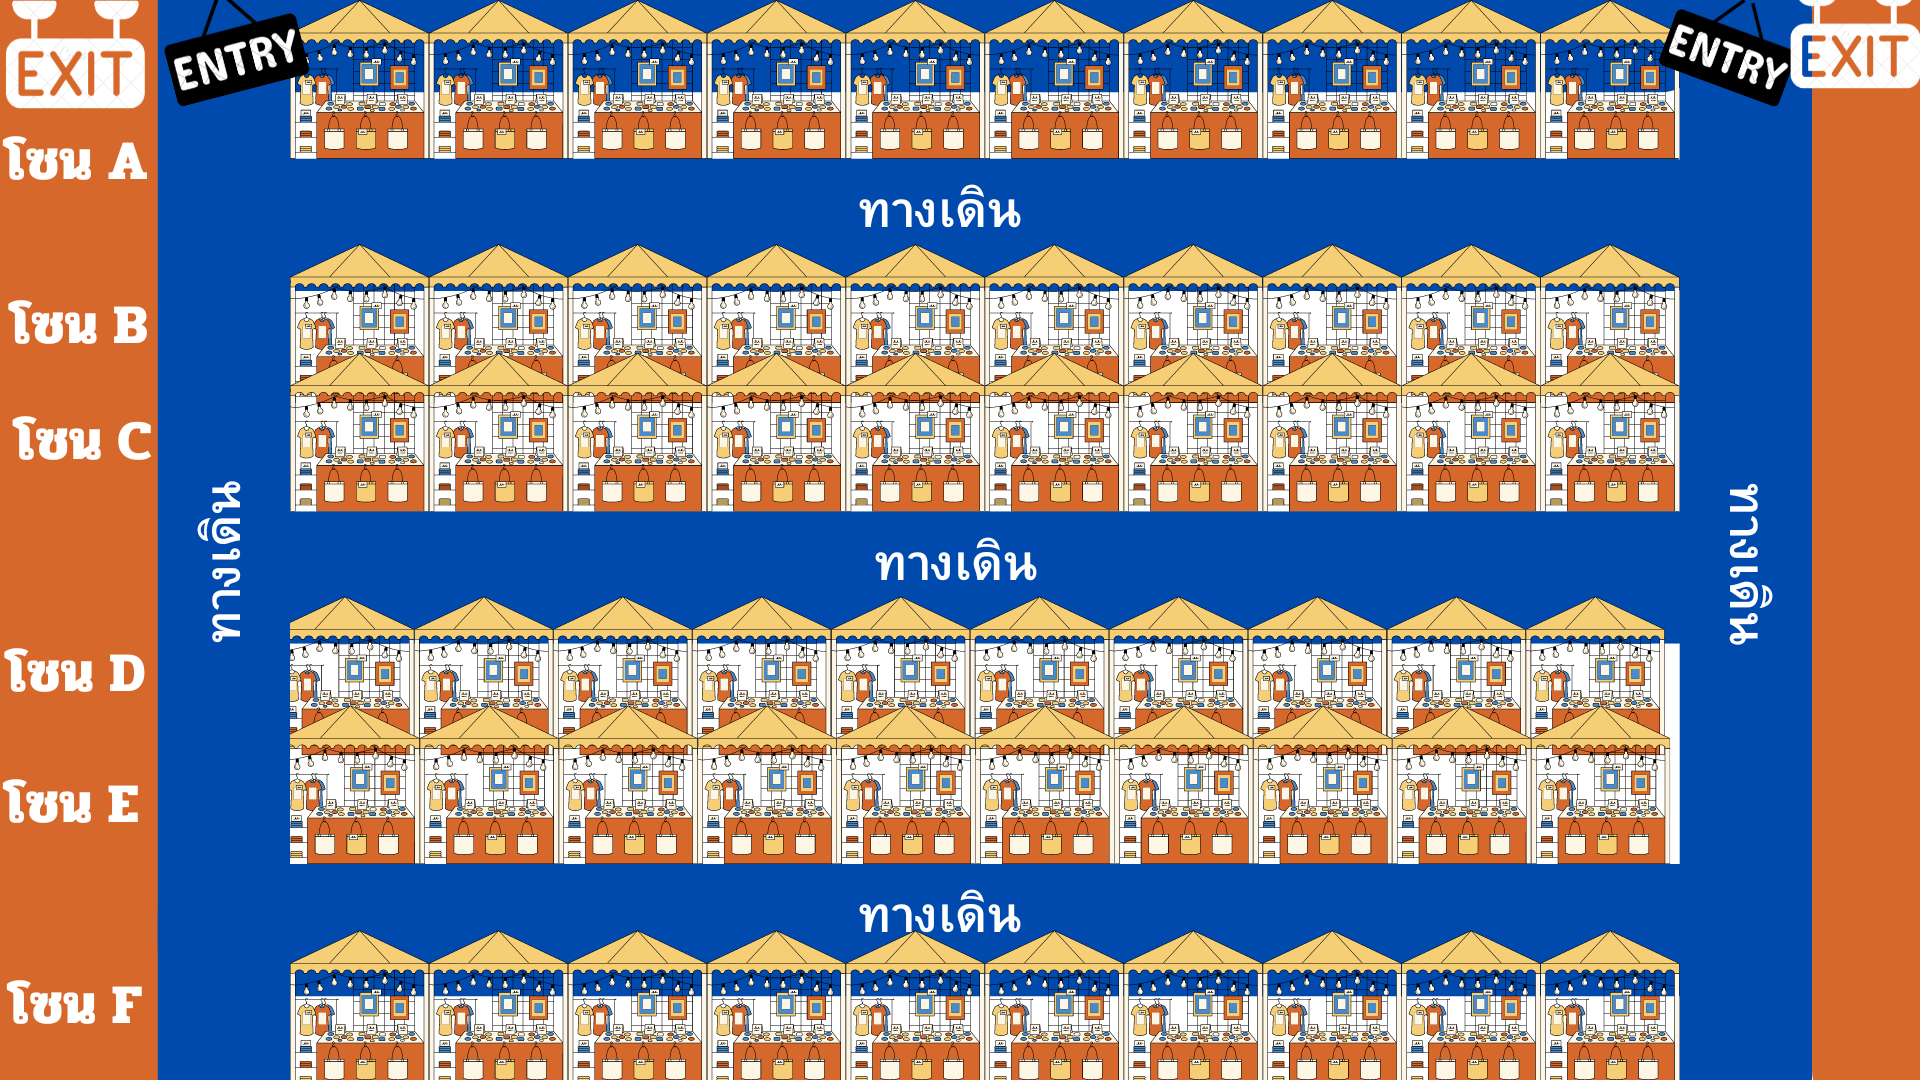 EXIT
ENTRY
ENTRY
EXIT
โซน A
ทางเดิน
โซน B
โซน C
ทางเดิน
ทางเดิน
ทางเดิน
โซน D
โซน E
ทางเดิน
โซน F